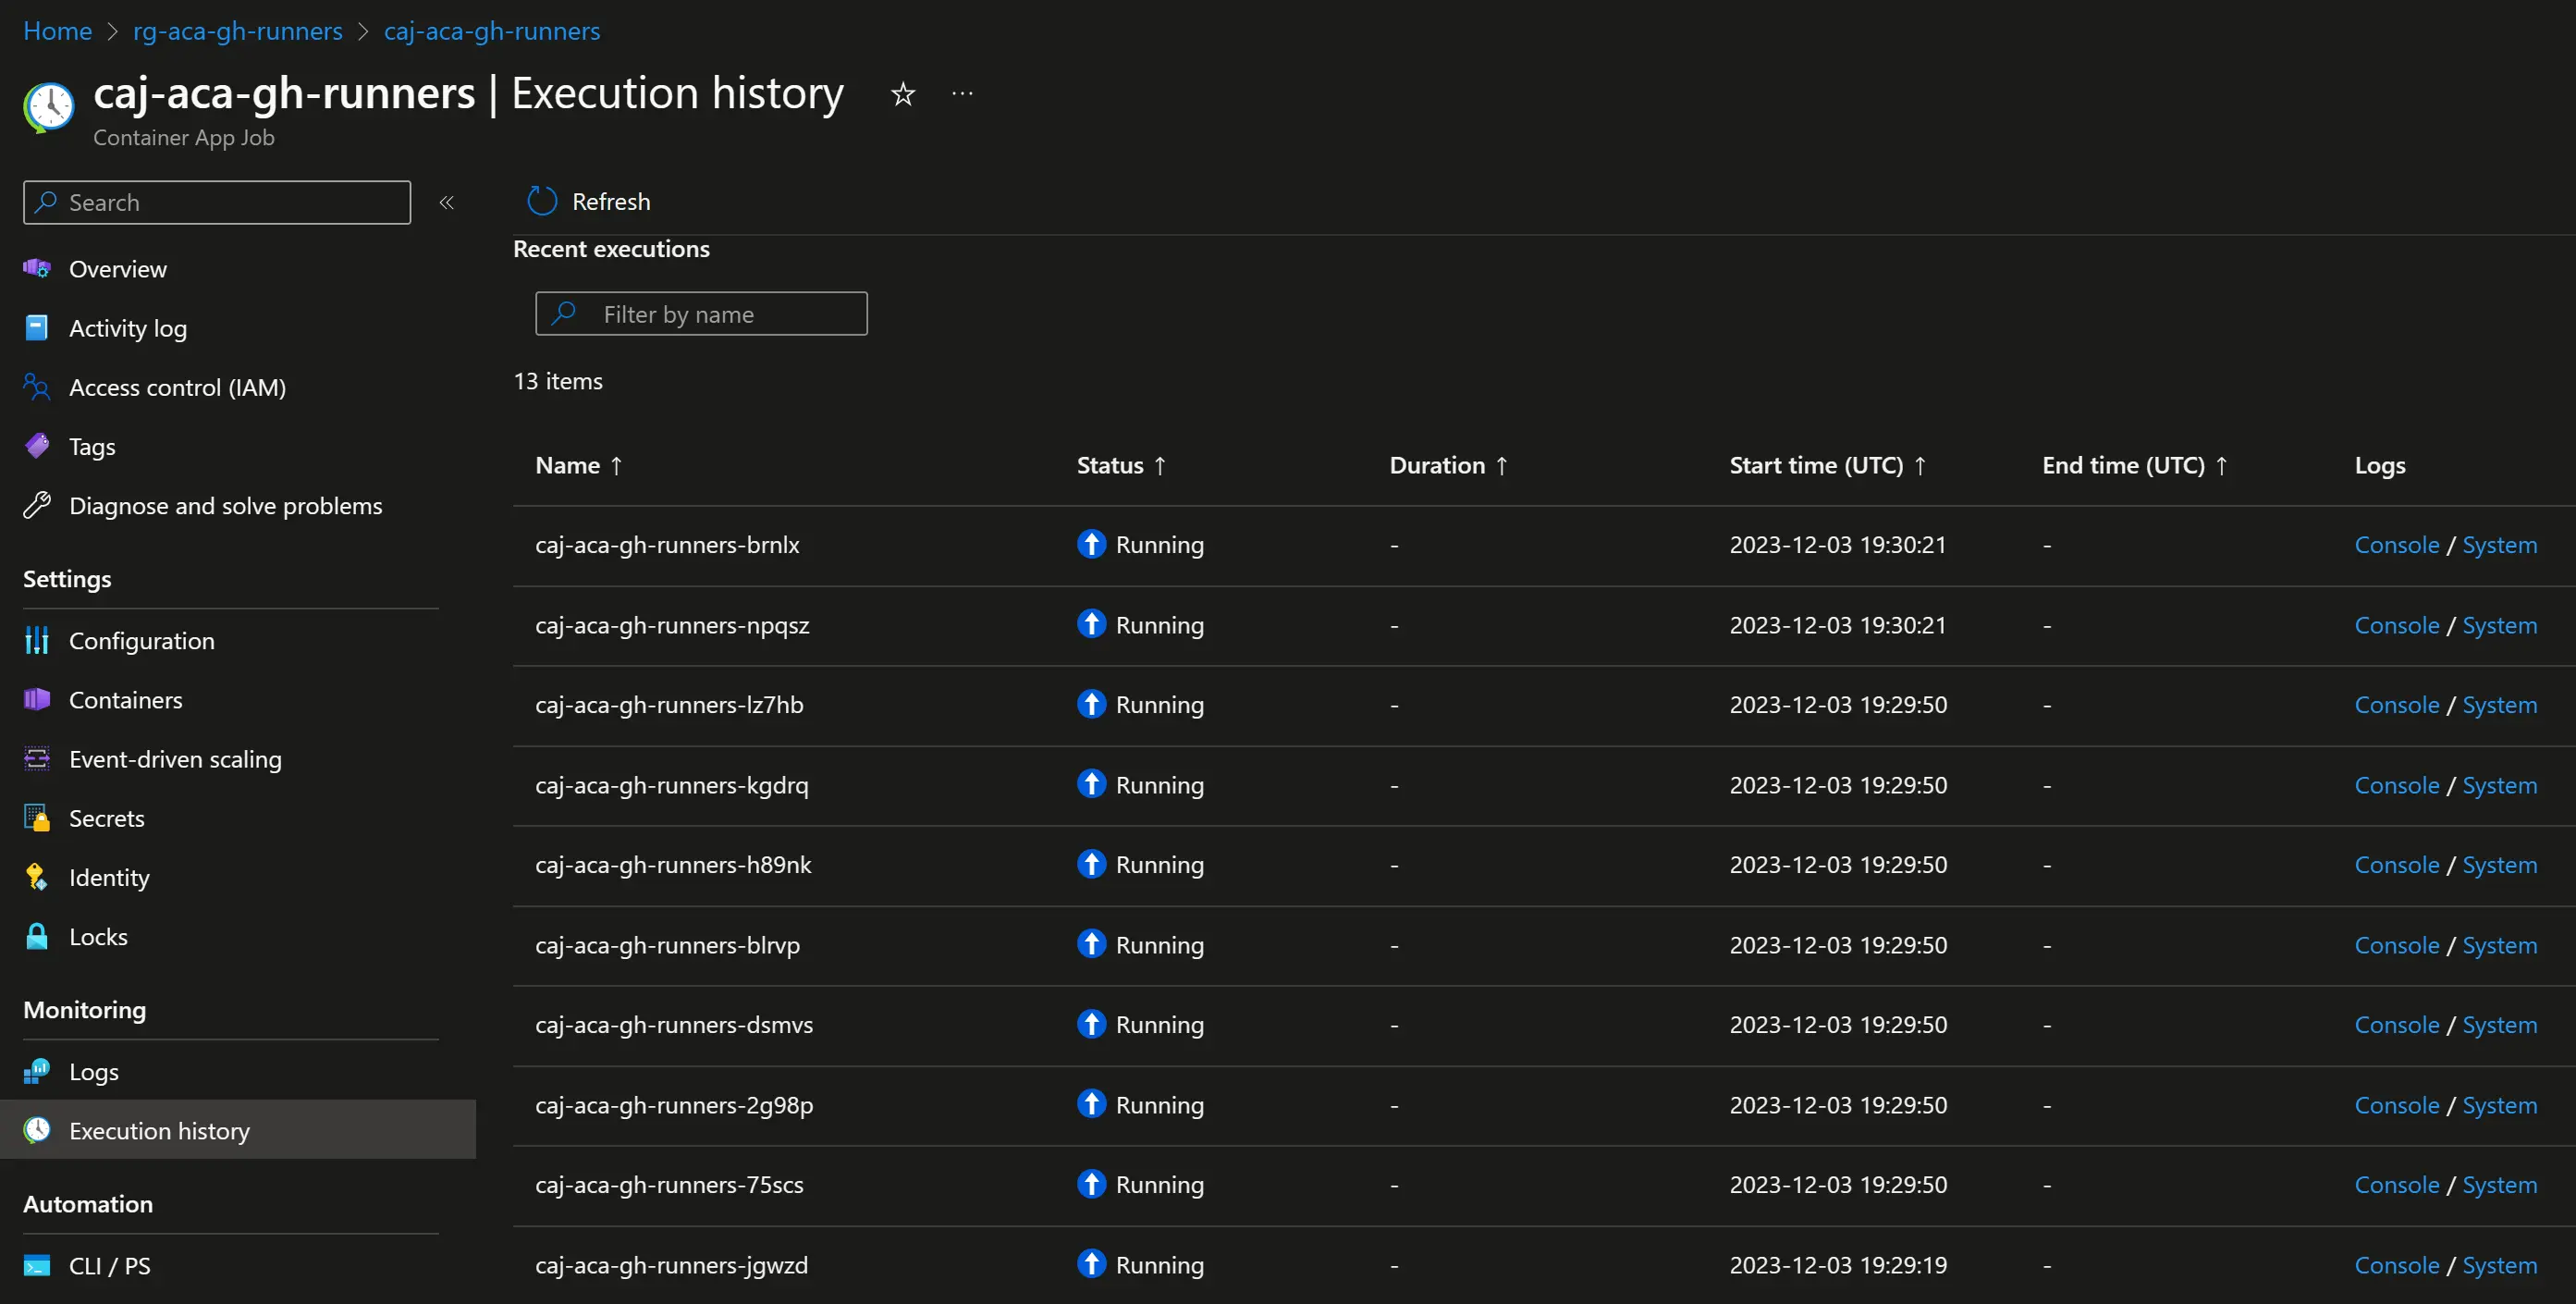 Home > rg-aca-gh-runners > caj-aca-gh-runners
caj-aca-gh-runners | Execution history
Container App Job
Search
Overview
Activity log
Access control (IAM)
Tags
Diagnose and solve problems
Settings
Configuration
Containers
Event-driven scaling
Secrets
Identity
Locks
Monitoring
Logs
Execution history
Automation
CLI / PS
Refresh
Recent executions
Filter by name
13 items
Name ↑ Status ↑ Duration ↑ Start time (UTC) ↑ End time (UTC) ↑ Logs
caj-aca-gh-runners-brnlx Running - 2023-12-03 19:30:21 - Console / System
caj-aca-gh-runners-npqsz Running - 2023-12-03 19:30:21 - Console / System
caj-aca-gh-runners-lz7hb Running - 2023-12-03 19:29:50 - Console / System
caj-aca-gh-runners-kgdrq Running - 2023-12-03 19:29:50 - Console / System
caj-aca-gh-runners-h89nk Running - 2023-12-03 19:29:50 - Console / System
caj-aca-gh-runners-blrvp Running - 2023-12-03 19:29:50 - Console / System
caj-aca-gh-runners-dsmvs Running - 2023-12-03 19:29:50 - Console / System
caj-aca-gh-runners-2g98p Running - 2023-12-03 19:29:50 - Console / System
caj-aca-gh-runners-75scs Running - 2023-12-03 19:29:50 - Console / System
caj-aca-gh-runners-jgwzd Running - 2023-12-03 19:29:19 - Console / System